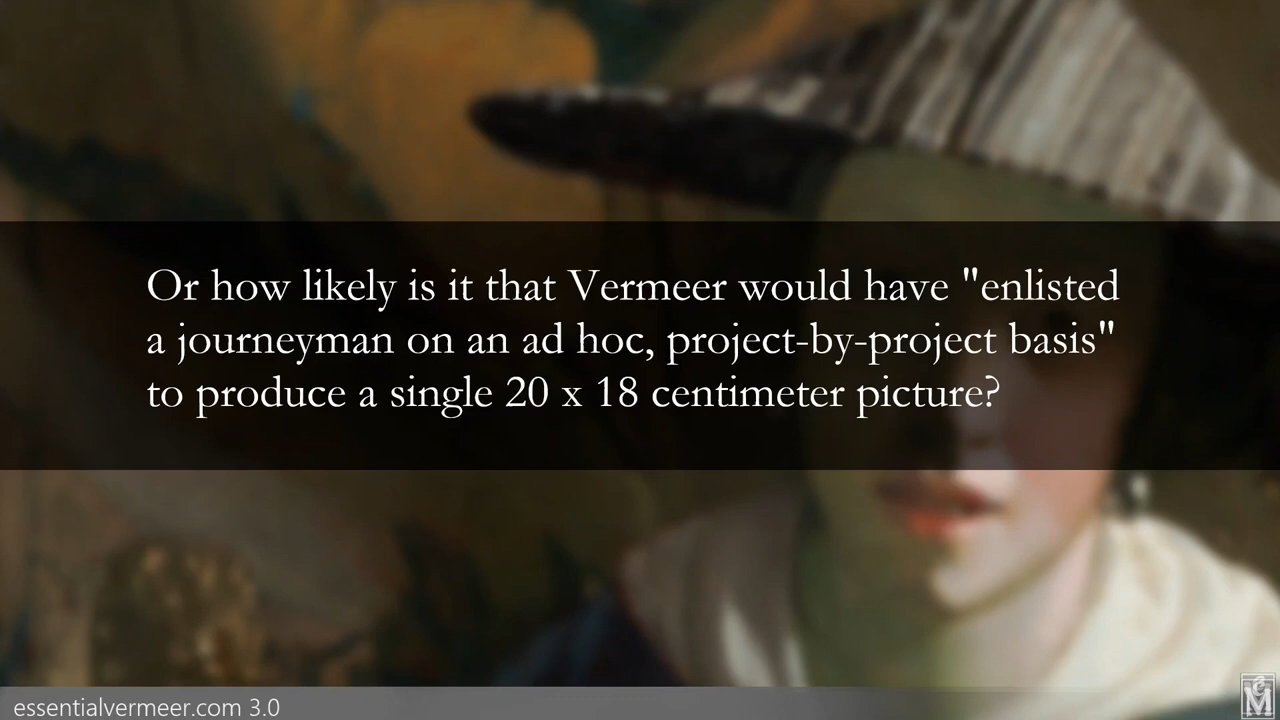 Or how likely is it that Vermeer would have "enlisted
a journeyman on an ad hoc, project-by-project basis"
to produce a single 20 x 18 centimeter picture?
essentialvermeer.com 3.0